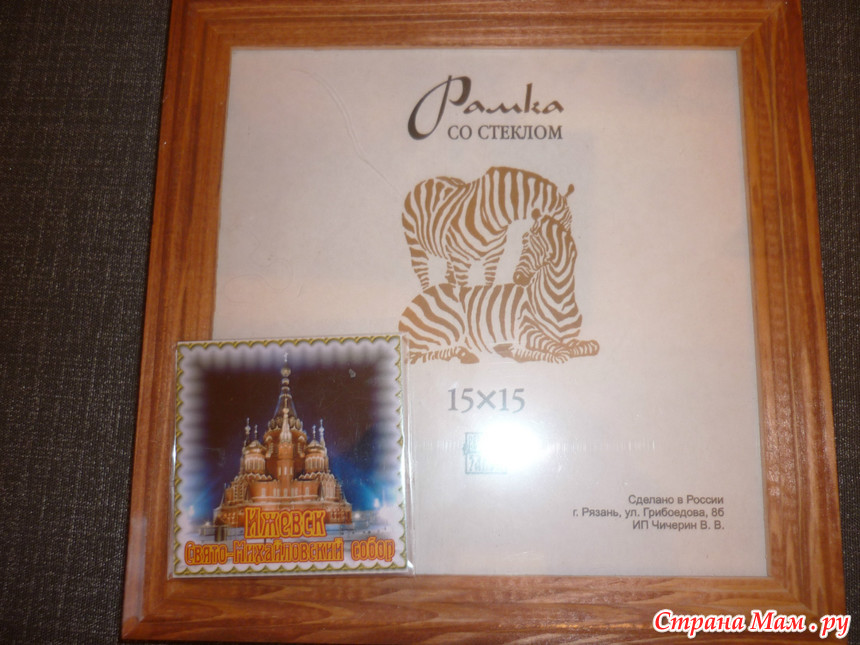 Рамка
СО СТЕКЛОМ
15×15
Сделано в России
г. Рязань, ул. Грибоедова, 8б
ИП Чичерин В. В.
Ижевск
Свято-Михайловский собор
Страна Мам.ру